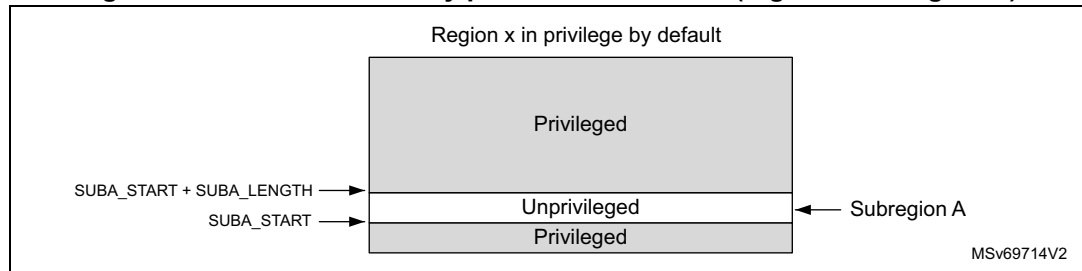 Region x in privilege by default
Privileged
SUBA_START + SUBA_LENGTH
Unprivileged
Subregion A
SUBA_START
Privileged
MSv69714V2